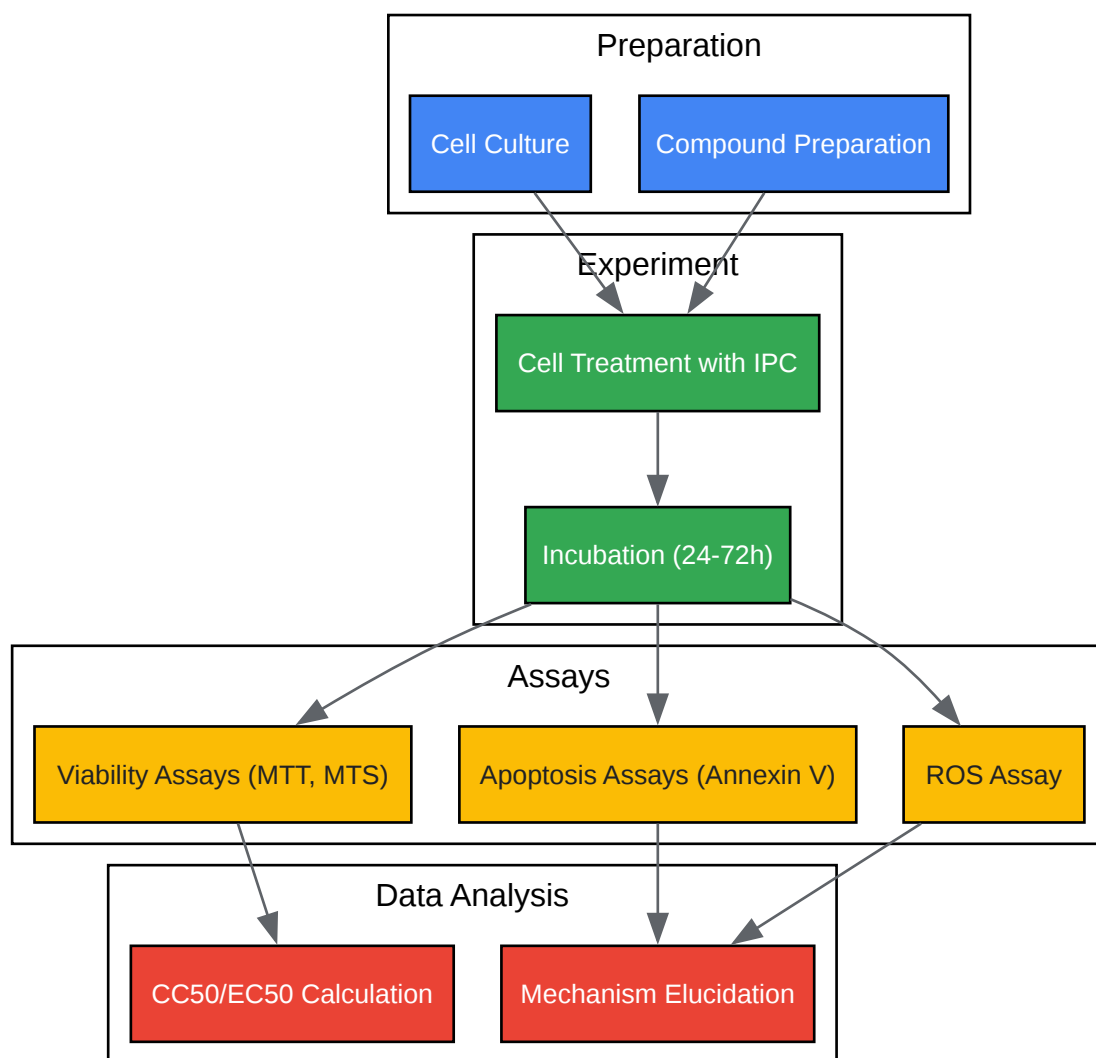 Preparation
Cell Culture
Compound Preparation
Experiment
Cell Treatment with IPC
Incubation (24-72h)
Assays
Viability Assays (MTT, MTS)
Apoptosis Assays (Annexin V)
ROS Assay
Data Analysis
CC50/EC50 Calculation
Mechanism Elucidation